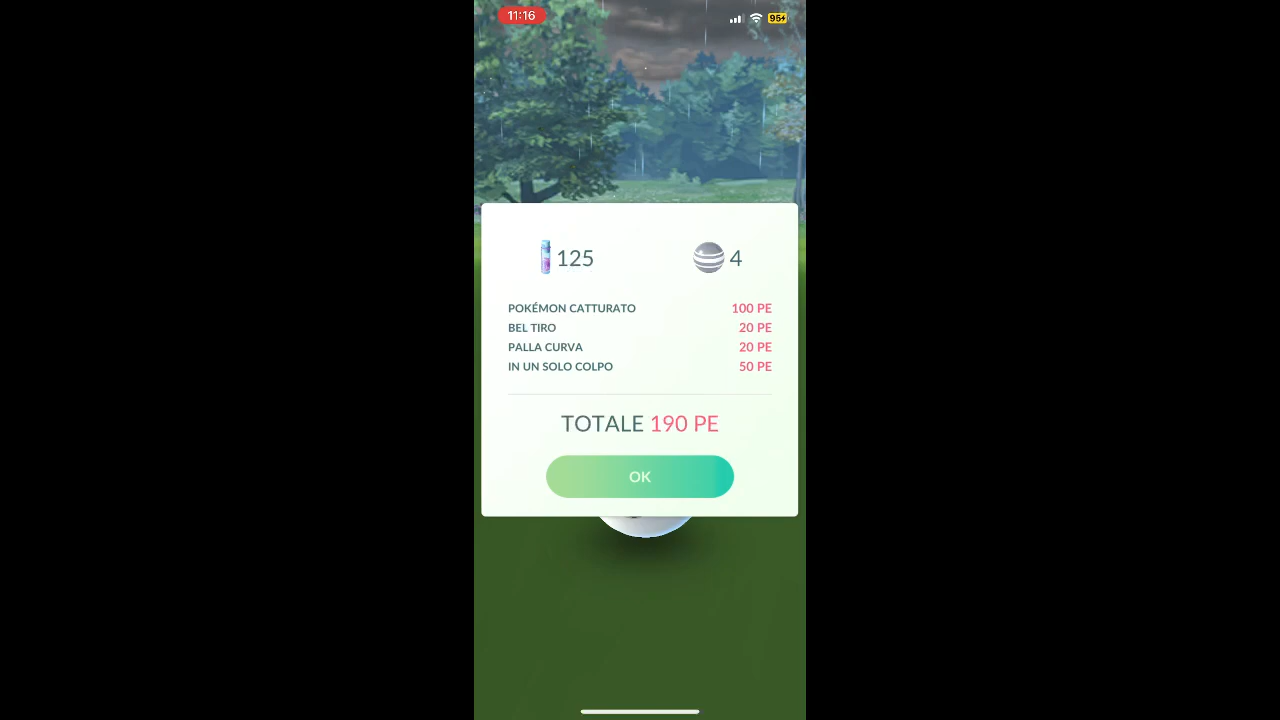 11:16
95
125
4
POKÉMON CATTURATO 100 PE
BEL TIRO 20 PE
PALLA CURVA 20 PE
IN UN SOLO COLPO 50 PE
TOTALE 190 PE
OK